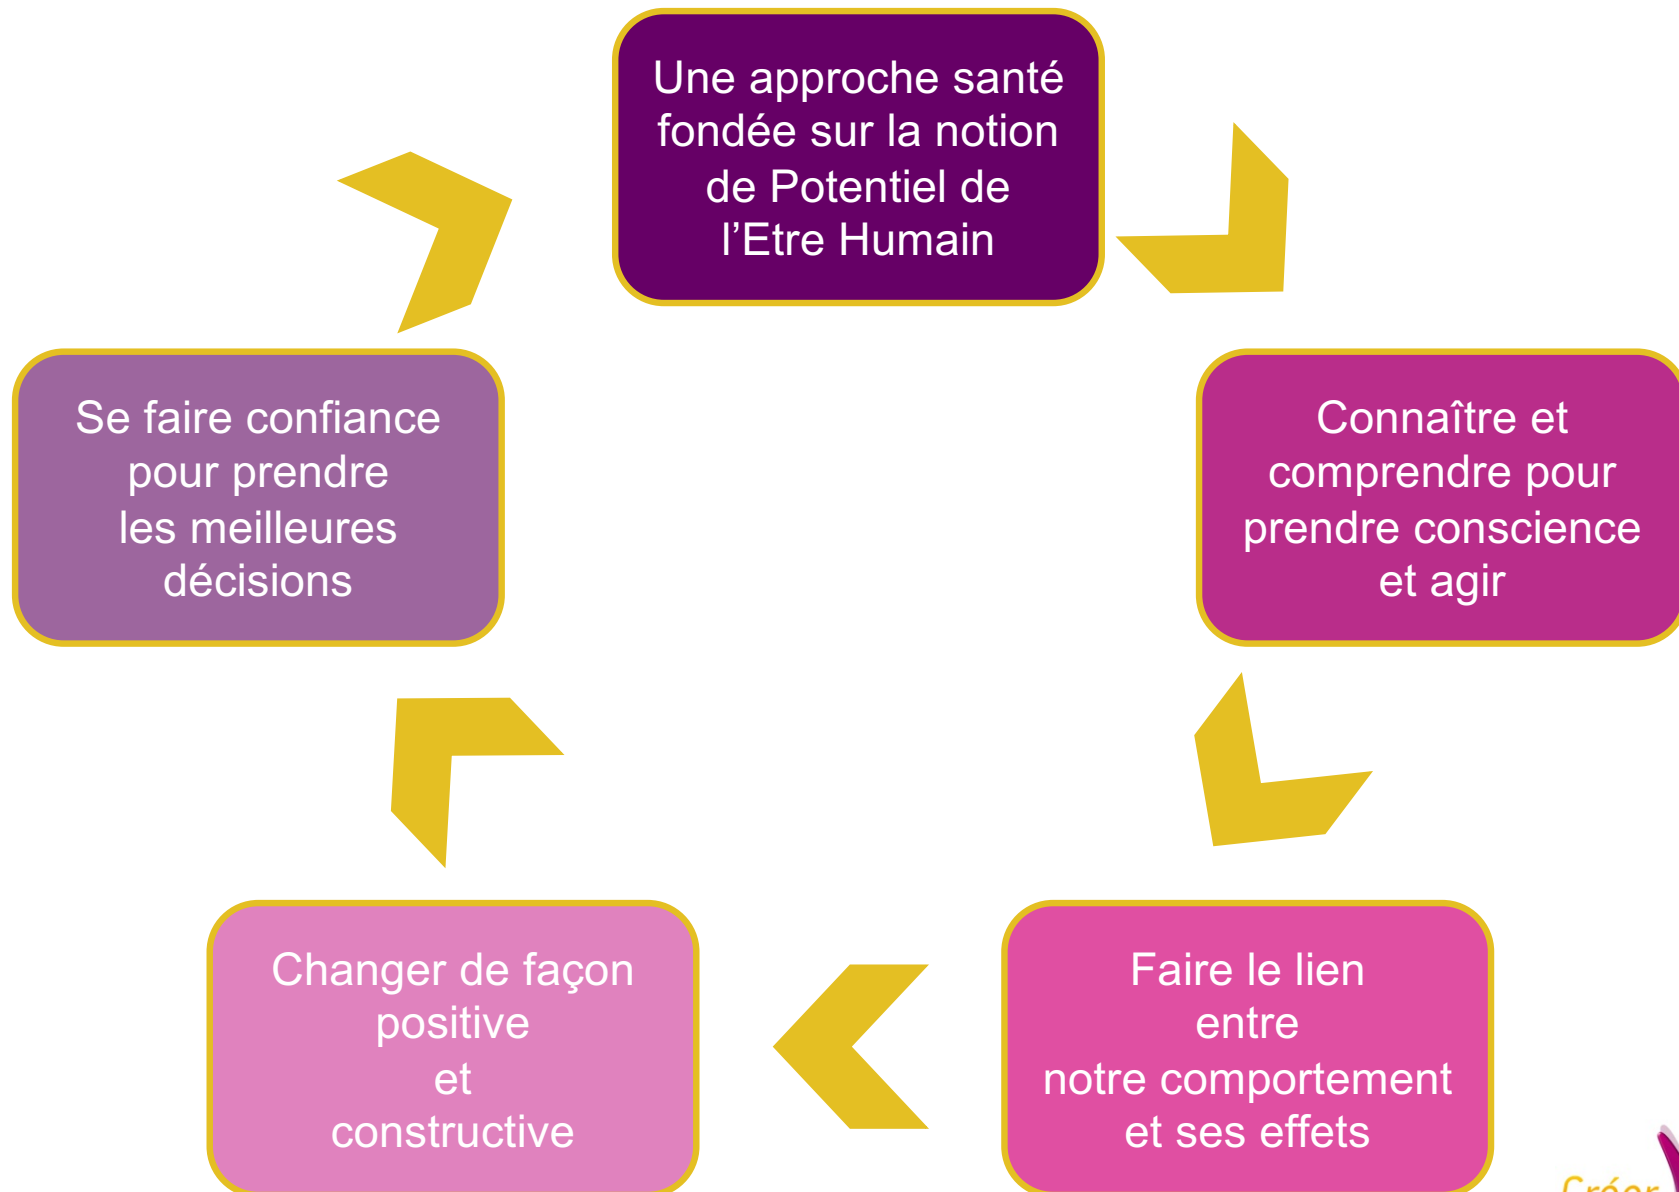 Une approche santé
fondée sur la notion
de Potentiel de
l’Etre Humain
Connaître et
comprendre pour
prendre conscience
et agir
Faire le lien
entre
notre comportement
et ses effets
Changer de façon
positive
et
constructive
Se faire confiance
pour prendre
les meilleures
décisions
Créer